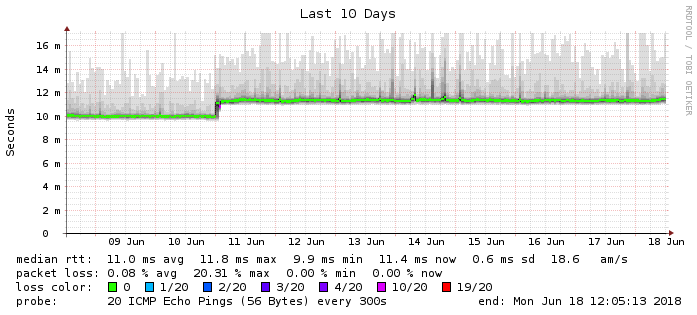 Last 10 Days
RRDTOOL / TOBI OETIKER
Seconds
16 m
14 m
12 m
10 m
8 m
6 m
4 m
2 m
0
09 Jun 10 Jun 11 Jun 12 Jun 13 Jun 14 Jun 15 Jun 16 Jun 17 Jun 18 Jun
median rtt: 11.0 ms avg 11.8 ms max 9.9 ms min 11.4 ms now 0.6 ms sd 18.6 am/s
packet loss: 0.08 % avg 20.31 % max 0.00 % min 0.00 % now
loss color: 0 1/20 2/20 3/20 4/20 10/20 19/20
probe: 20 ICMP Echo Pings (56 Bytes) every 300s end: Mon Jun 18 12:05:13 2018